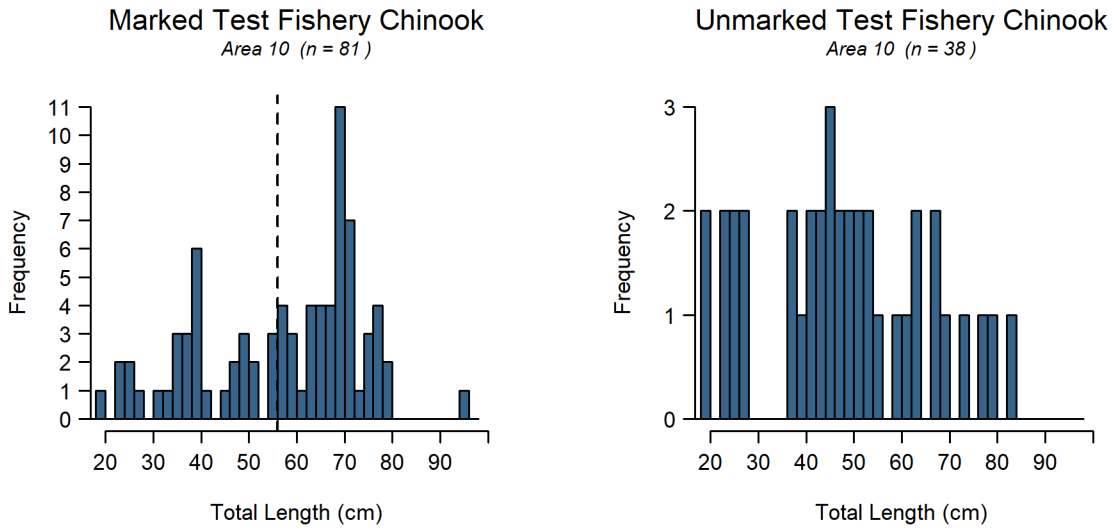 Marked Test Fishery Chinook
Area 10 (n = 81 )
Frequency
11
10
9
8
7
6
5
4
3
2
1
0
20 30 40 50 60 70 80 90
Total Length (cm)
Unmarked Test Fishery Chinook
Area 10 (n = 38 )
Frequency
3
2
1
0
20 30 40 50 60 70 80 90
Total Length (cm)